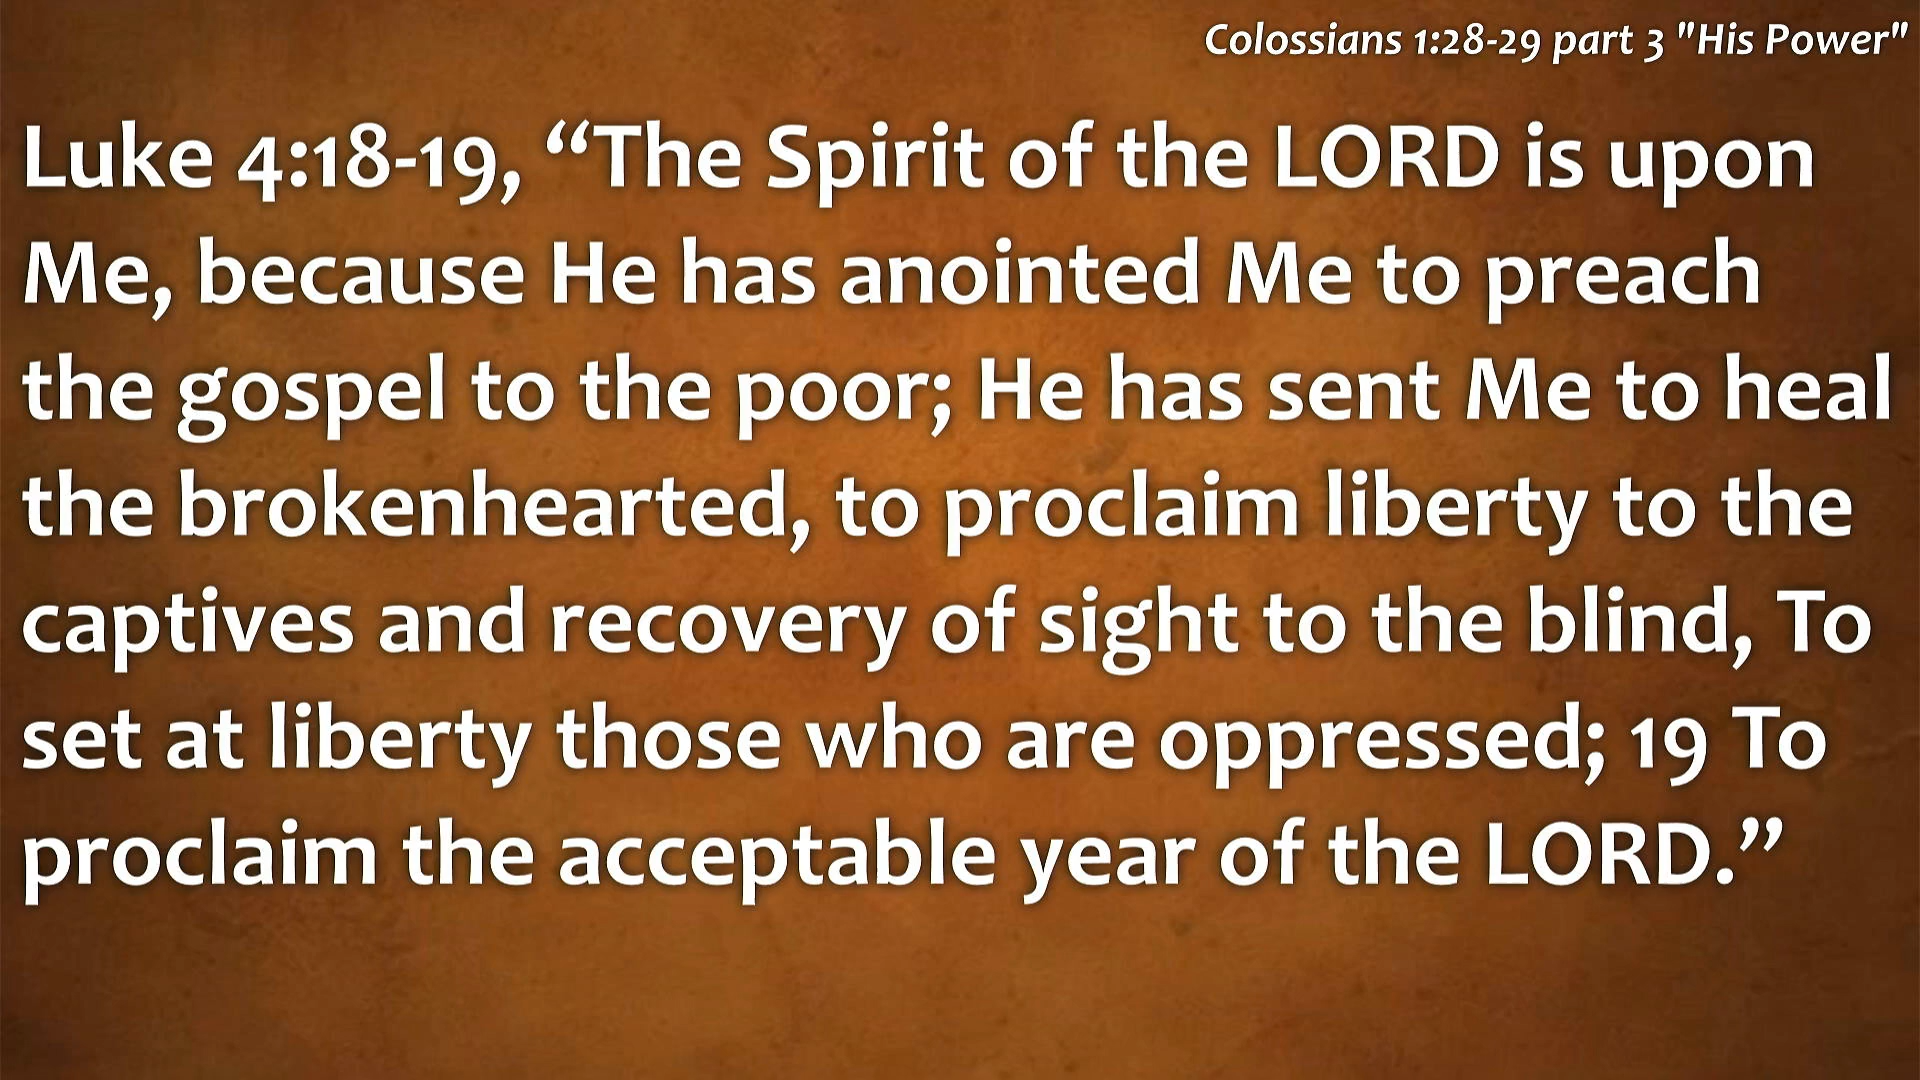 Colossians 1:28-29 part 3 "His Power"
Luke 4:18-19, “The Spirit of the LORD is upon
Me, because He has anointed Me to preach
the gospel to the poor; He has sent Me to heal
the brokenhearted, to proclaim liberty to the
captives and recovery of sight to the blind, To
set at liberty those who are oppressed; 19 To
proclaim the acceptable year of the LORD.”